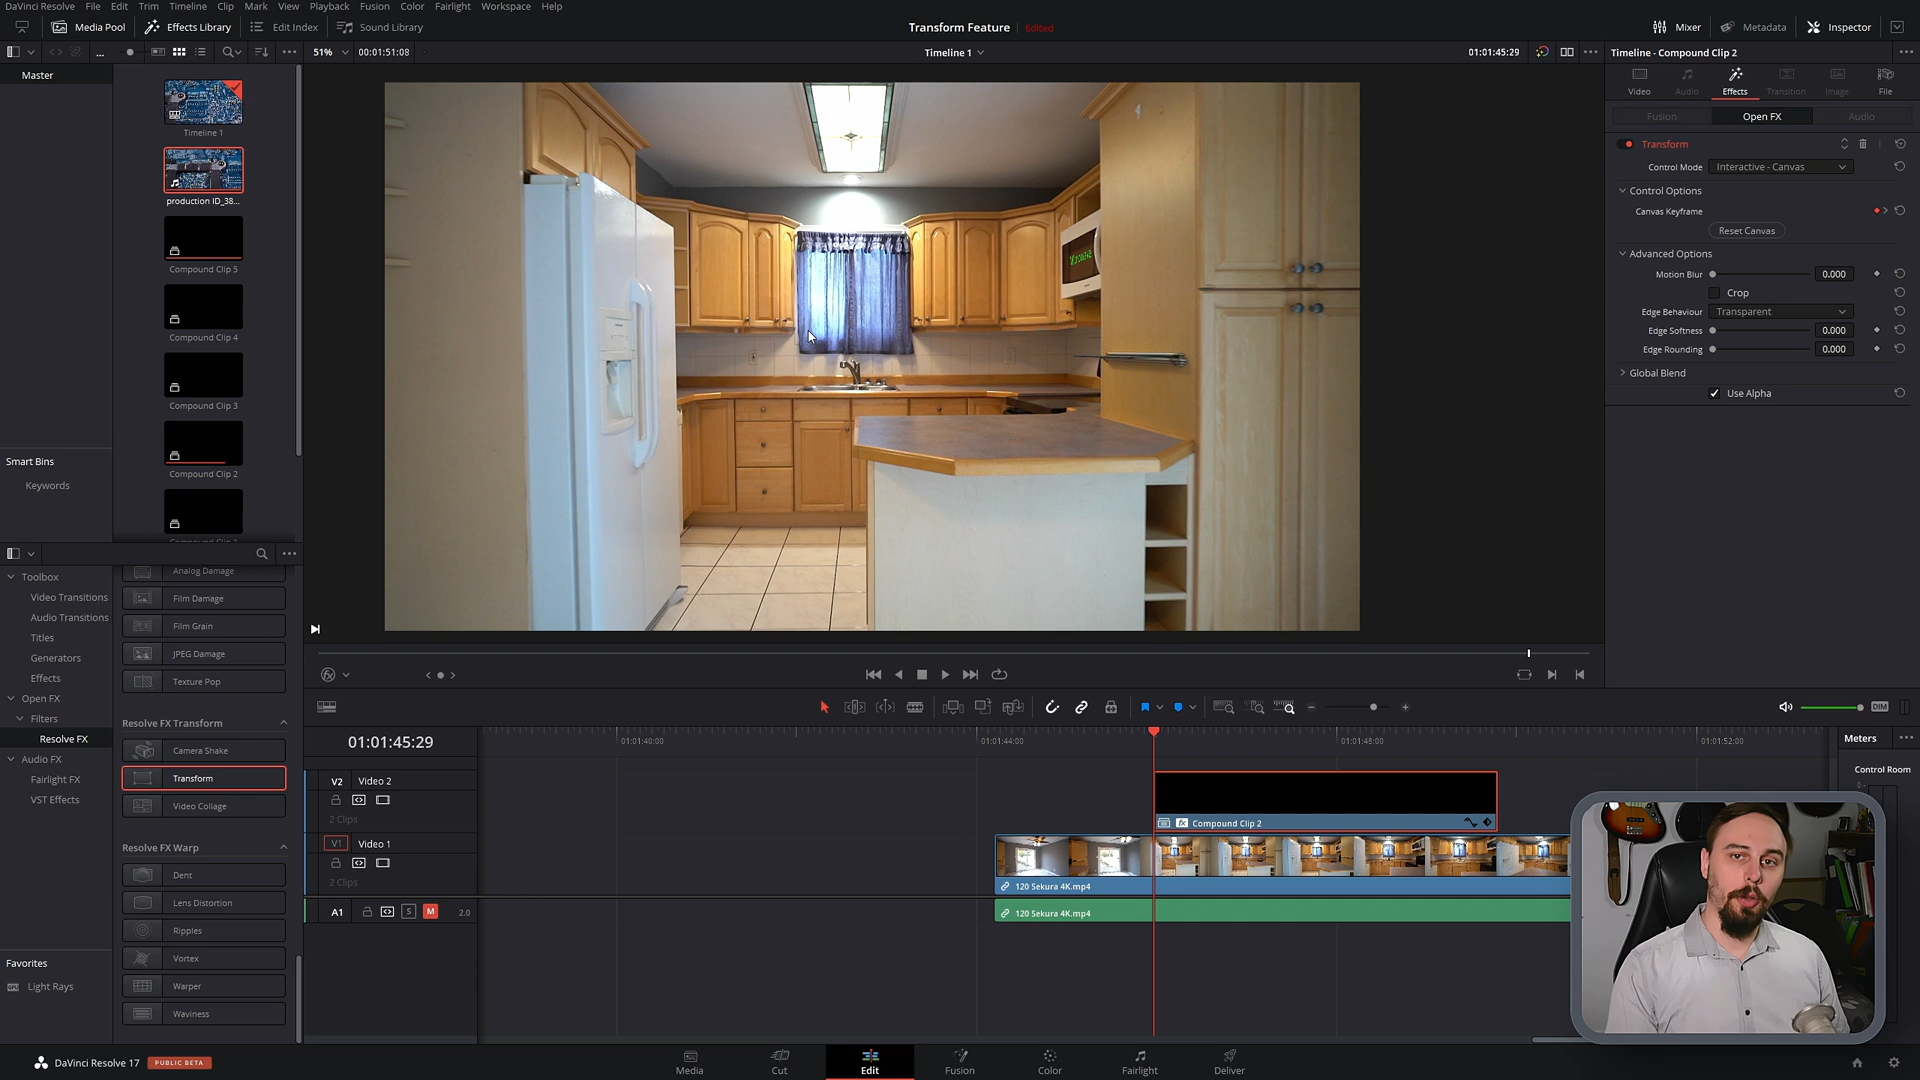 DaVinci Resolve File Edit Trim Timeline Clip Mark View Playback Fusion Color Fairlight Workspace Help
Media Pool Effects Library Edit Index Sound Library Transform Feature Edited Mixer Metadata Inspector
51% 00:01:51:08 Timeline 1 01:01:45:29 Timeline - Compound Clip 2
Master
Timeline 1
production ID_38...
Compound Clip 5
Compound Clip 4
Compound Clip 3
Compound Clip 2
Smart Bins
Keywords
Video Audio Effects Transition Image File
Fusion Open FX Audio
Transform
Control Mode Interactive - Canvas
Control Options
Canvas Keyframe
Reset Canvas
Advanced Options
Motion Blur 0.000
Crop
Edge Behaviour Transparent
Edge Softness 0.000
Edge Rounding 0.000
Global Blend
Use Alpha
MICROWAVE
Toolbox
Video Transitions
Audio Transitions
Titles
Generators
Effects
Open FX
Filters
Resolve FX
Audio FX
Fairlight FX
VST Effects
Favorites
Light Rays
Analog Damage
Film Damage
Film Grain
JPEG Damage
Texture Pop
Resolve FX Transform
Camera Shake
Transform
Video Collage
Resolve FX Warp
Dent
Lens Distortion
Ripples
Vortex
Warper
Waviness
DIM
01:01:45:29
01:01:40:00 01:01:44:00 01:01:48:00 01:01:52:00
V2 Video 2
2 Clips
Compound Clip 2
V1 Video 1
2 Clips
120 Sekura 4K.mp4
A1 S M 2.0
120 Sekura 4K.mp4
Meters
Control Room
0
DaVinci Resolve 17 PUBLIC BETA
Media Cut Edit Fusion Color Fairlight Deliver